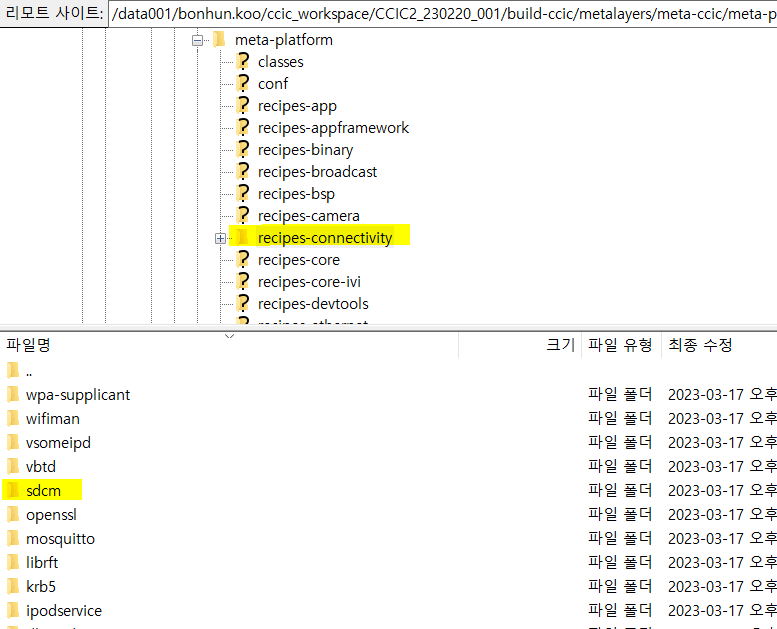 리모트 사이트: /data001/bonhun.koo/ccic_workspace/CCIC2_230220_001/build-ccic/metalayers/meta-ccic/meta-p
meta-platform
classes
conf
recipes-app
recipes-appframework
recipes-binary
recipes-broadcast
recipes-bsp
recipes-camera
recipes-connectivity
recipes-core
recipes-core-ivi
recipes-devtools
파일명 크기 파일 유형 최종 수정
..
wpa-supplicant 파일 폴더 2023-03-17 오후
wifiman 파일 폴더 2023-03-17 오후
vsomeipd 파일 폴더 2023-03-17 오후
vbtd 파일 폴더 2023-03-17 오후
sdcm 파일 폴더 2023-03-17 오후
openssl 파일 폴더 2023-03-17 오후
mosquitto 파일 폴더 2023-03-17 오후
librft 파일 폴더 2023-03-17 오후
krb5 파일 폴더 2023-03-17 오후
ipodservice 파일 폴더 2023-03-17 오후